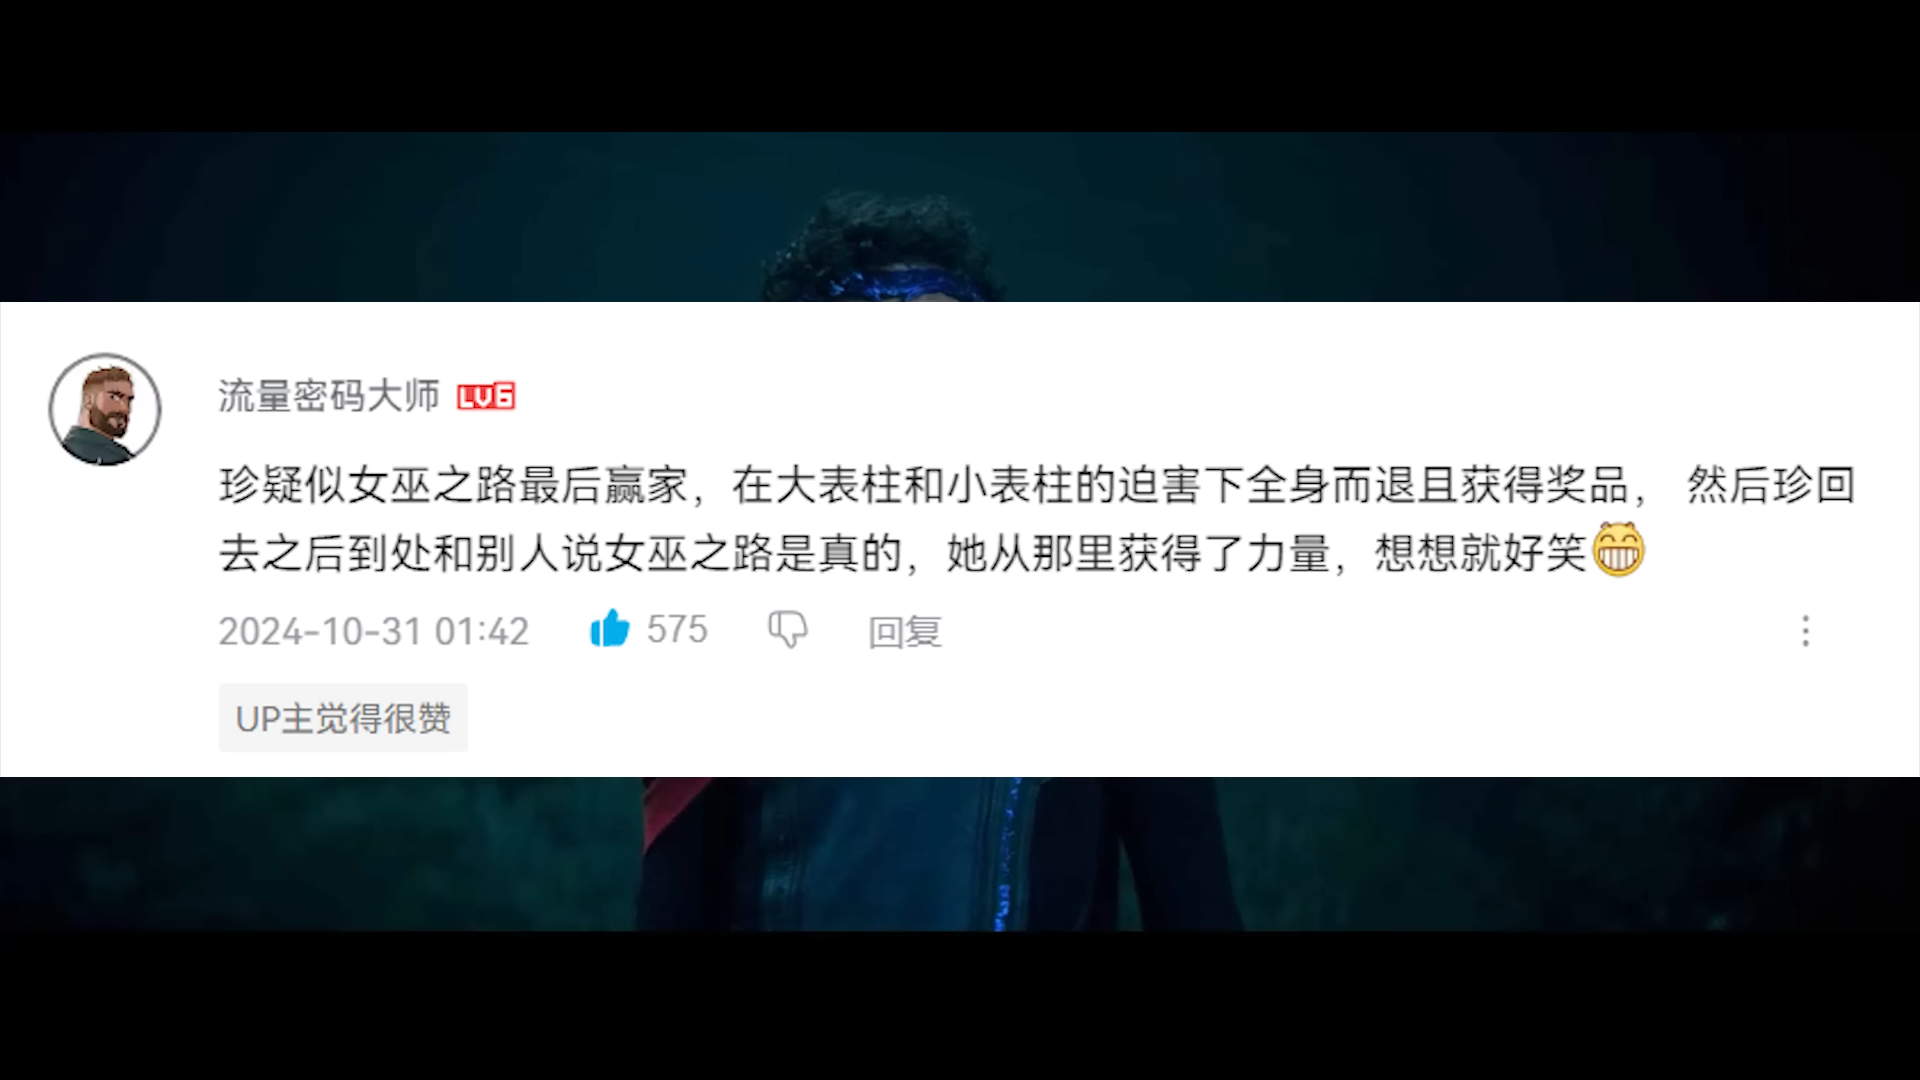 流量密码大师 LV6
珍疑似女巫之路最后赢家，在大表柱和小表柱的迫害下全身而退且获得奖品， 然后珍回
去之后到处和别人说女巫之路是真的，她从那里获得了力量，想想就好笑
2024-10-31 01:42 575 回复
UP主觉得很赞